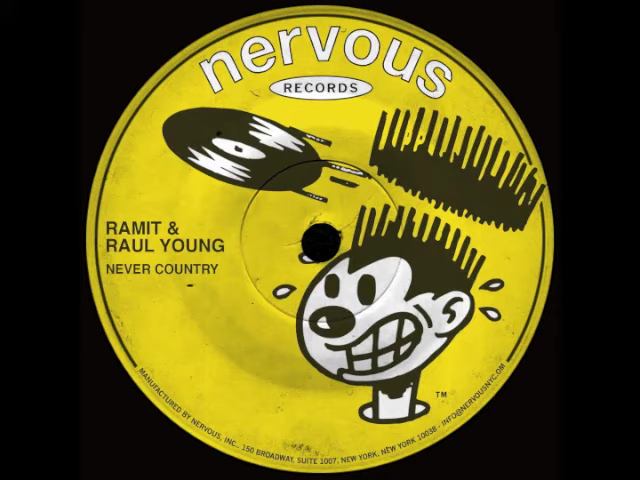 nervous
RECORDS
RAMIT &
RAUL YOUNG
NEVER COUNTRY
TM
MANUFACTURED BY NERVOUS, INC., 150 BROADWAY, SUITE 1007, NEW YORK, NEW YORK 10038 · INFO@NERVOUSNYC.COM